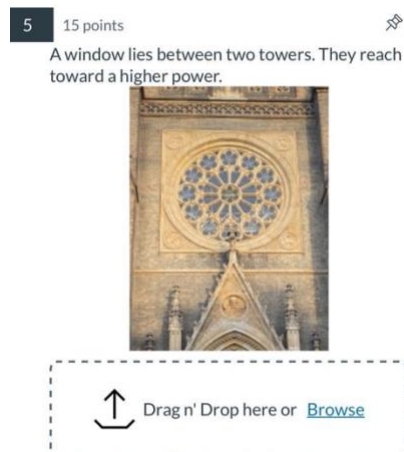 5 15 points
A window lies between two towers. They reach
toward a higher power.
Drag n' Drop here or Browse